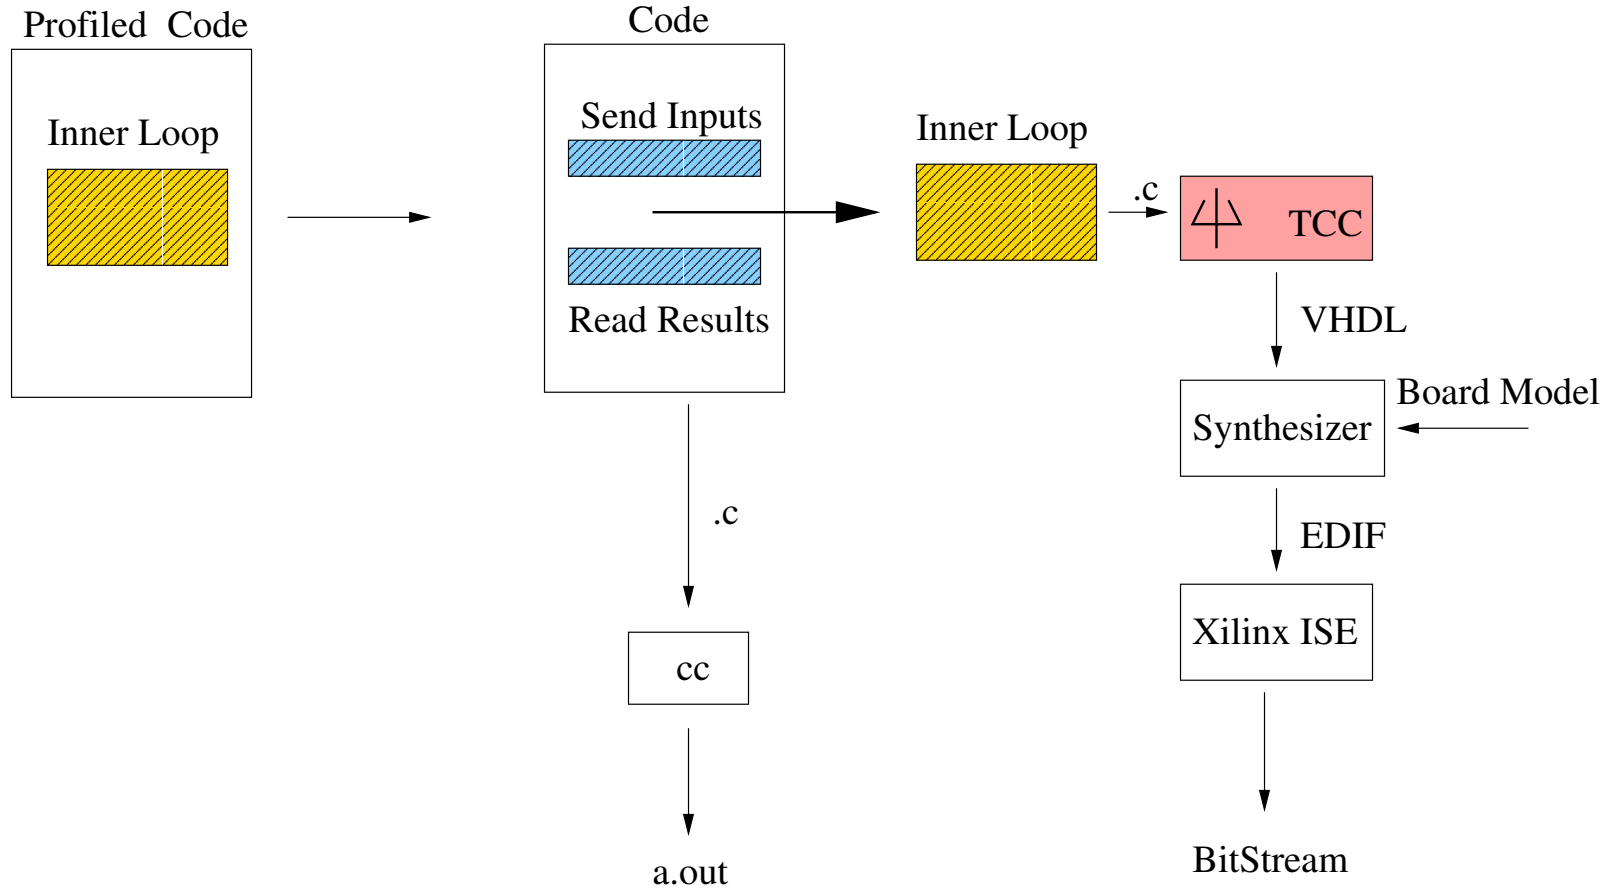 Profiled Code
Inner Loop
Code
Send Inputs
Read Results
Inner Loop
.c
TCC
VHDL
Board Model
Synthesizer
EDIF
Xilinx ISE
BitStream
.c
cc
a.out